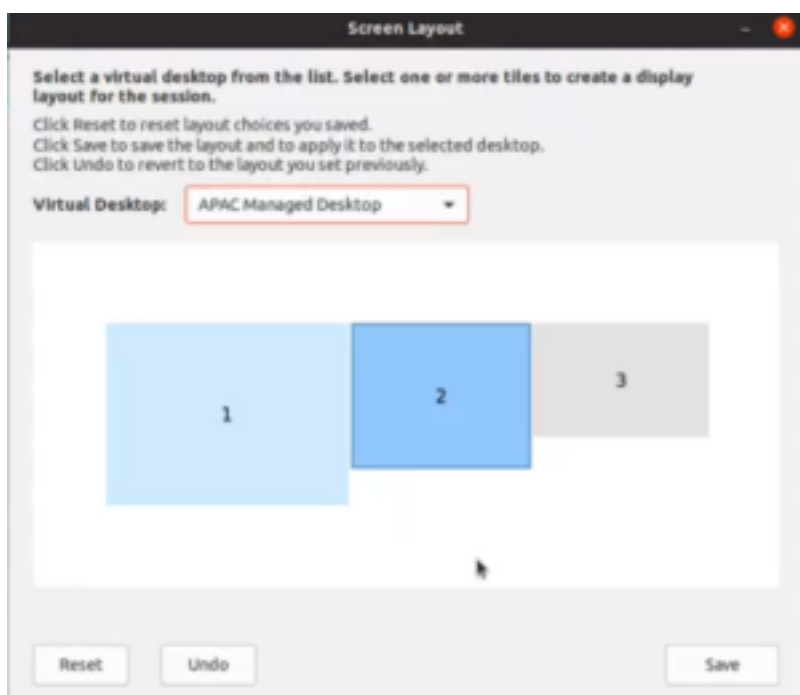 Screen Layout
Select a virtual desktop from the list. Select one or more tiles to create a display
layout for the session.
Click Reset to reset layout choices you saved.
Click Save to save the layout and to apply it to the selected desktop.
Click Undo to revert to the layout you set previously.
Virtual Desktop: APAC Managed Desktop
1 2 3
Reset Undo Save